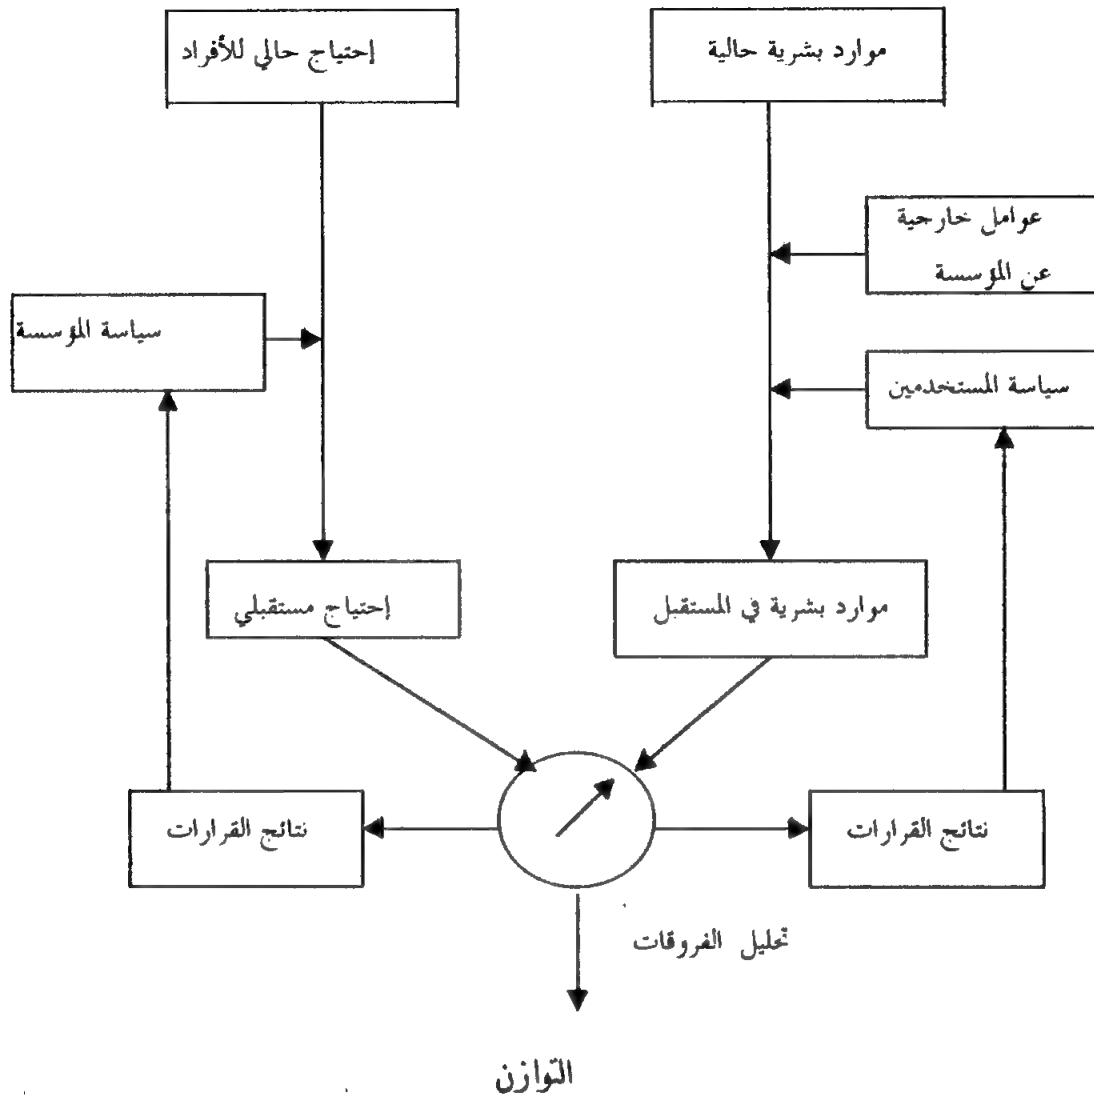 موارد بشرية حالية
إحتياج حالي للأفراد
عوامل خارجية
عن المؤسسة
سياسة المؤسسة
سياسة المستخدمين
موارد بشرية في المستقبل
إحتياج مستقبلي
نتائج القرارات
نتائج القرارات
تحليل الفروقات
التوازن